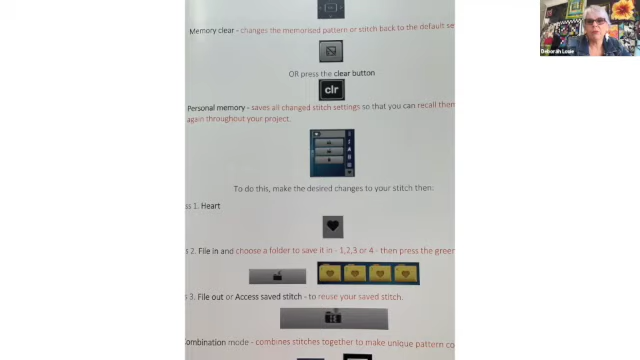 Memory clear - changes the memorised pattern or stitch back to the default se
OR press the clear button
clr
Personal memory - saves all changed stitch settings so that you can recall them
again throughout your project.
To do this, make the desired changes to your stitch then:
ss 1. Heart
s 2. File in and choose a folder to save it in - 1,2,3 or 4 - then press the green
s 3. File out or Access saved stitch - to reuse your saved stitch.
Combination mode - combines stitches together to make unique pattern co
Deborah Louie